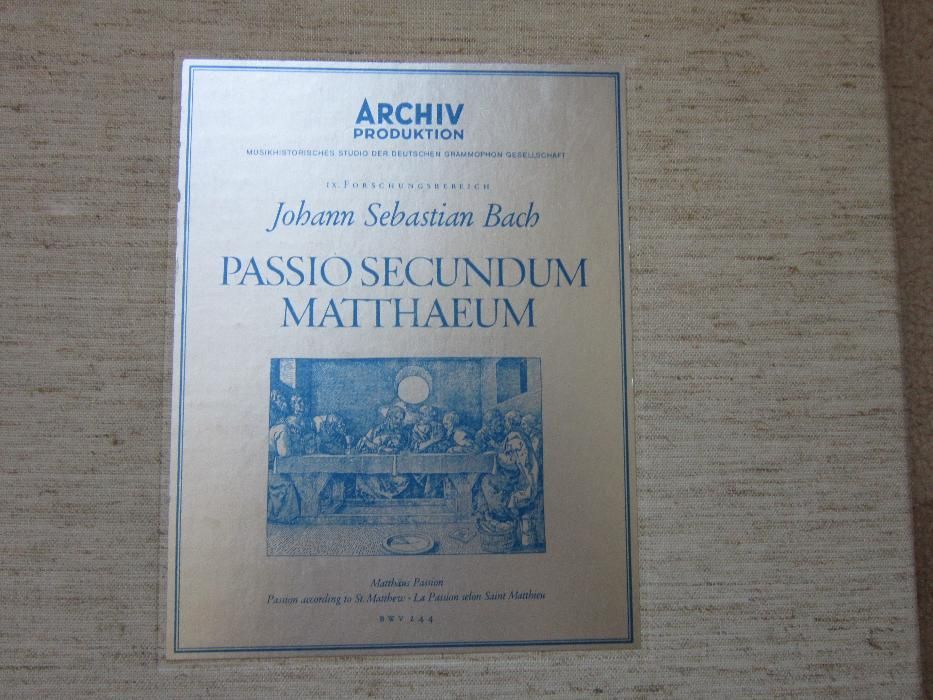 ARCHIV
PRODUKTION
MUSIKHISTORISCHES STUDIO DER DEUTSCHEN GRAMMOPHON GESELLSCHAFT
IX. FORSCHUNGSBEREICH
Johann Sebastian Bach
PASSIO SECUNDUM
MATTHAEUM
Matthäus Passion
Passion according to St. Matthew · La Passion selon Saint Matthieu
BWV 244